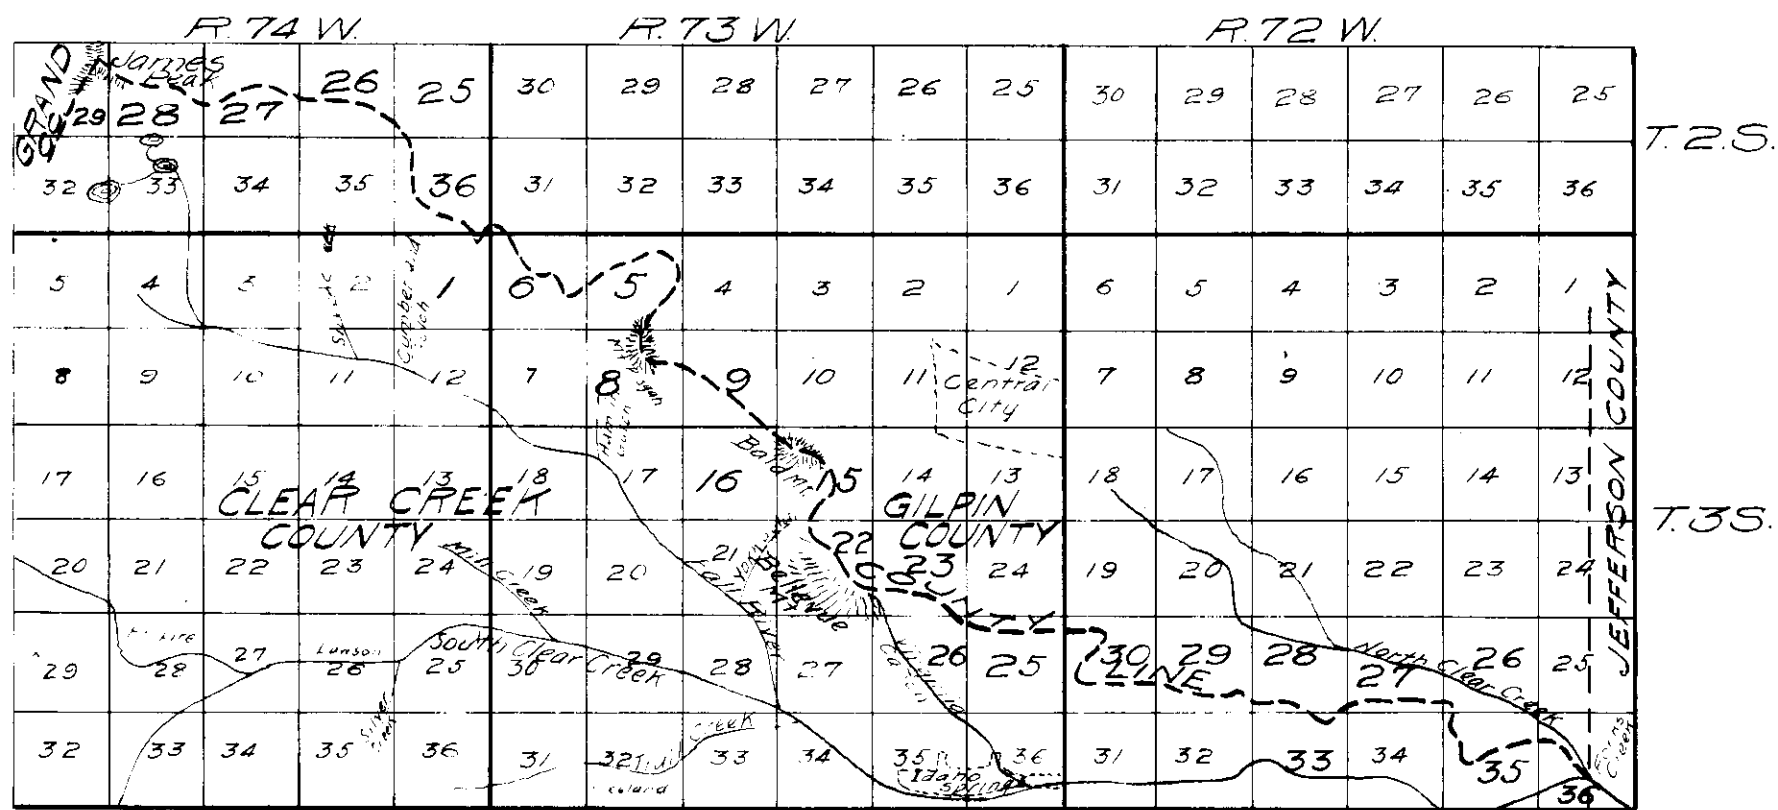 R. 74 W. R. 73 W. R. 72 W.
GRAND
CO.
James
Peak
29 28 27 26 25 30 29 28 27 26 25 30 29 28 27 26 25
T. 2. S.
32 33 34 35 36 31 32 33 34 35 36 31 32 33 34 35 36
5 4 3 2 1 6 5 4 3 2 1 6 5 4 3 2 1
8 9 10 11 12 7 8 9 10 11 12 7 8 9 10 11 12
Central
City
JEFFERSON COUNTY
Bald Mt.
17 16 15 14 13 18 17 16 15 14 13 18 17 16 15 14 13
CLEAR CREEK
COUNTY
GILPIN
COUNTY
T. 3 S.
20 21 22 23 24 19 20 21 22 23 24 19 20 21 22 23 24
Mill Creek
Fall River
Bellevue
Mt
COUNTY
LINE
29 28 27 26 25 30 29 28 27 26 25 30 29 28 27 26 25
Lawson
South Clear Creek
North Clear Creek
Silver
Creek
32 33 34 35 36 31 32 33 34 35 36 31 32 33 34 35 36
Creek
Idaho
Springs